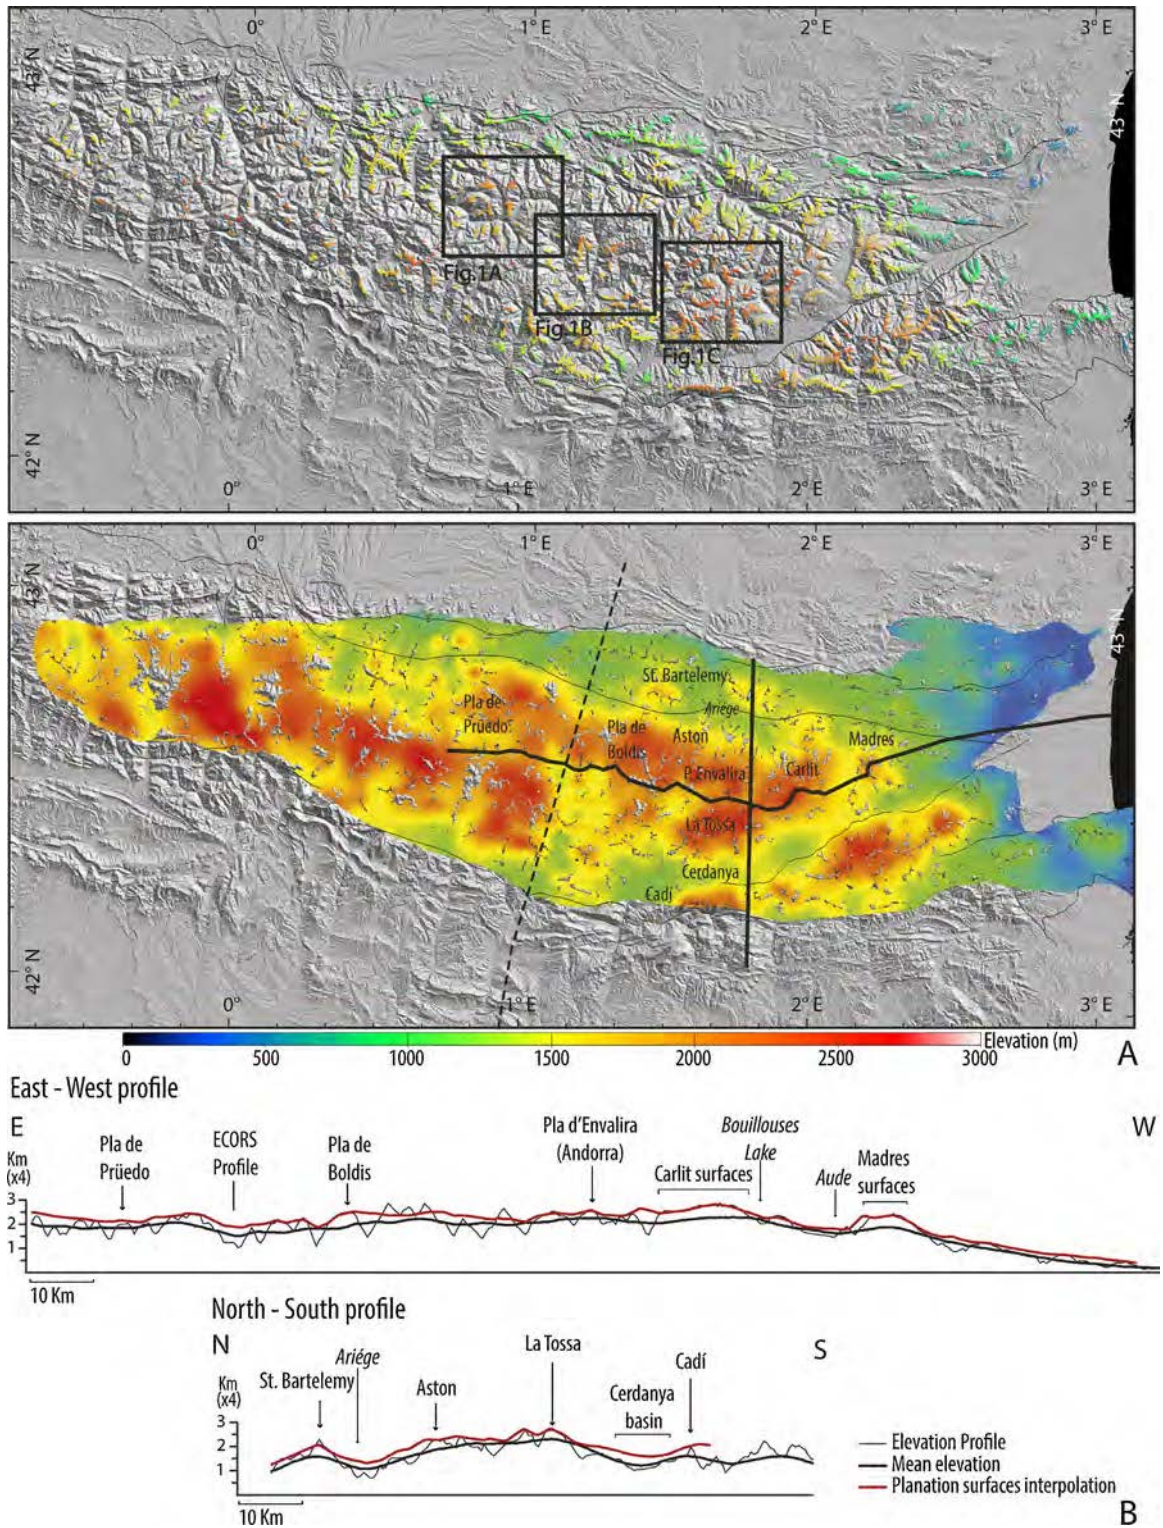 0° 1° E 2° E 3° E
43° N 43° N
Fig.1A
Fig.1B
Fig.1C
42° N
0° 1° E 2° E 3° E
0° 1° E 2° E 3° E
43° N 43° N
St. Bartelemy
Ariége
Pla de
Prüedo
Pla de
Boldis
Aston
Madres
P. Envalira
Carlit
La Tossa
Cerdanya
Cadí
42° N
0° 1° E 2° E 3° E
0 500 1000 1500 2000 2500 3000 Elevation (m)
A
East - West profile
E W
Km
(x4)
Pla de
Prüedo
ECORS
Profile
Pla de
Boldis
Pla d'Envalira
(Andorra)
Carlit surfaces
Bouillouses
Lake
Aude
Madres
surfaces
3
2
1
10 Km
North - South profile
N S
Km
(x4)
St. Bartelemy
Ariége
Aston
La Tossa
Cerdanya
basin
Cadí
3
2
1
10 Km
Elevation Profile
Mean elevation
Planation surfaces interpolation
B